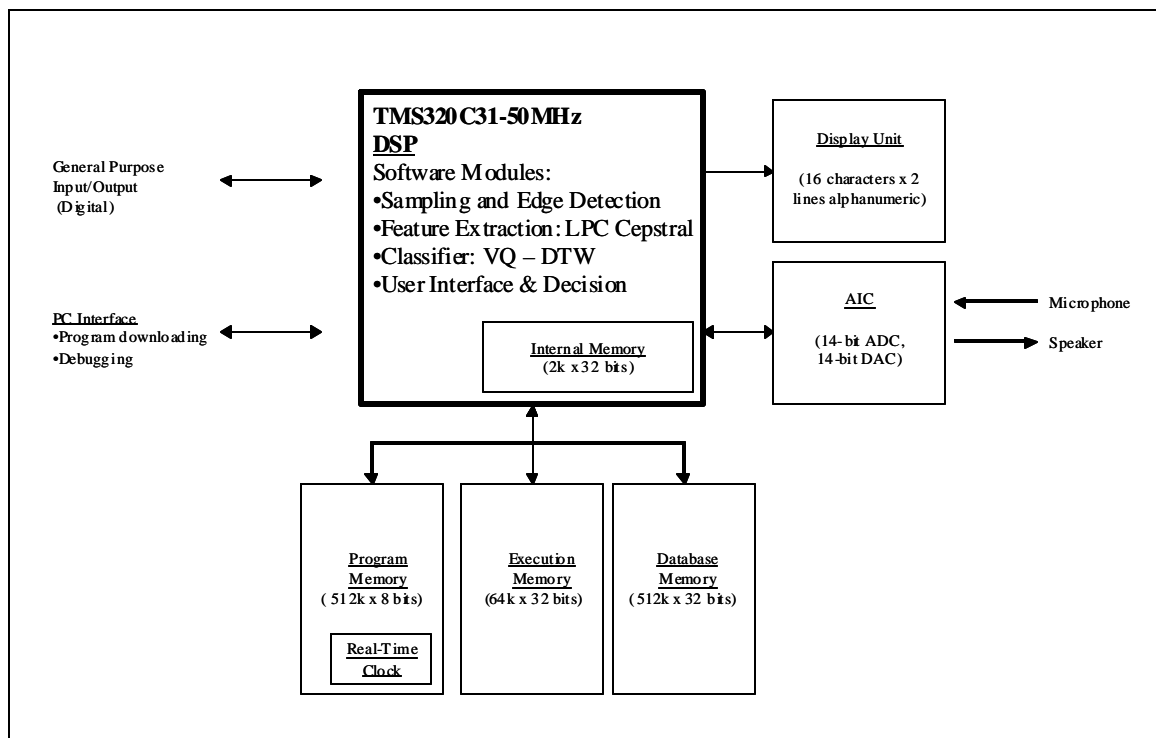 TMS320C31-50MHz
DSP
Software Modules:
•Sampling and Edge Detection
•Feature Extraction: LPC Cepstral
•Classifier: VQ – DTW
•User Interface & Decision
Internal Memory
(2k x 32 bits)
General Purpose
Input/Output
(Digital)
PC Interface
•Program downloading
•Debugging
Display Unit
(16 characters x 2
lines alphanumeric)
AIC
(14-bit ADC,
14-bit DAC)
Microphone
Speaker
Program
Memory
( 512k x 8 bits)
Real-Time
Clock
Execution
Memory
(64k x 32 bits)
Database
Memory
(512k x 32 bits)